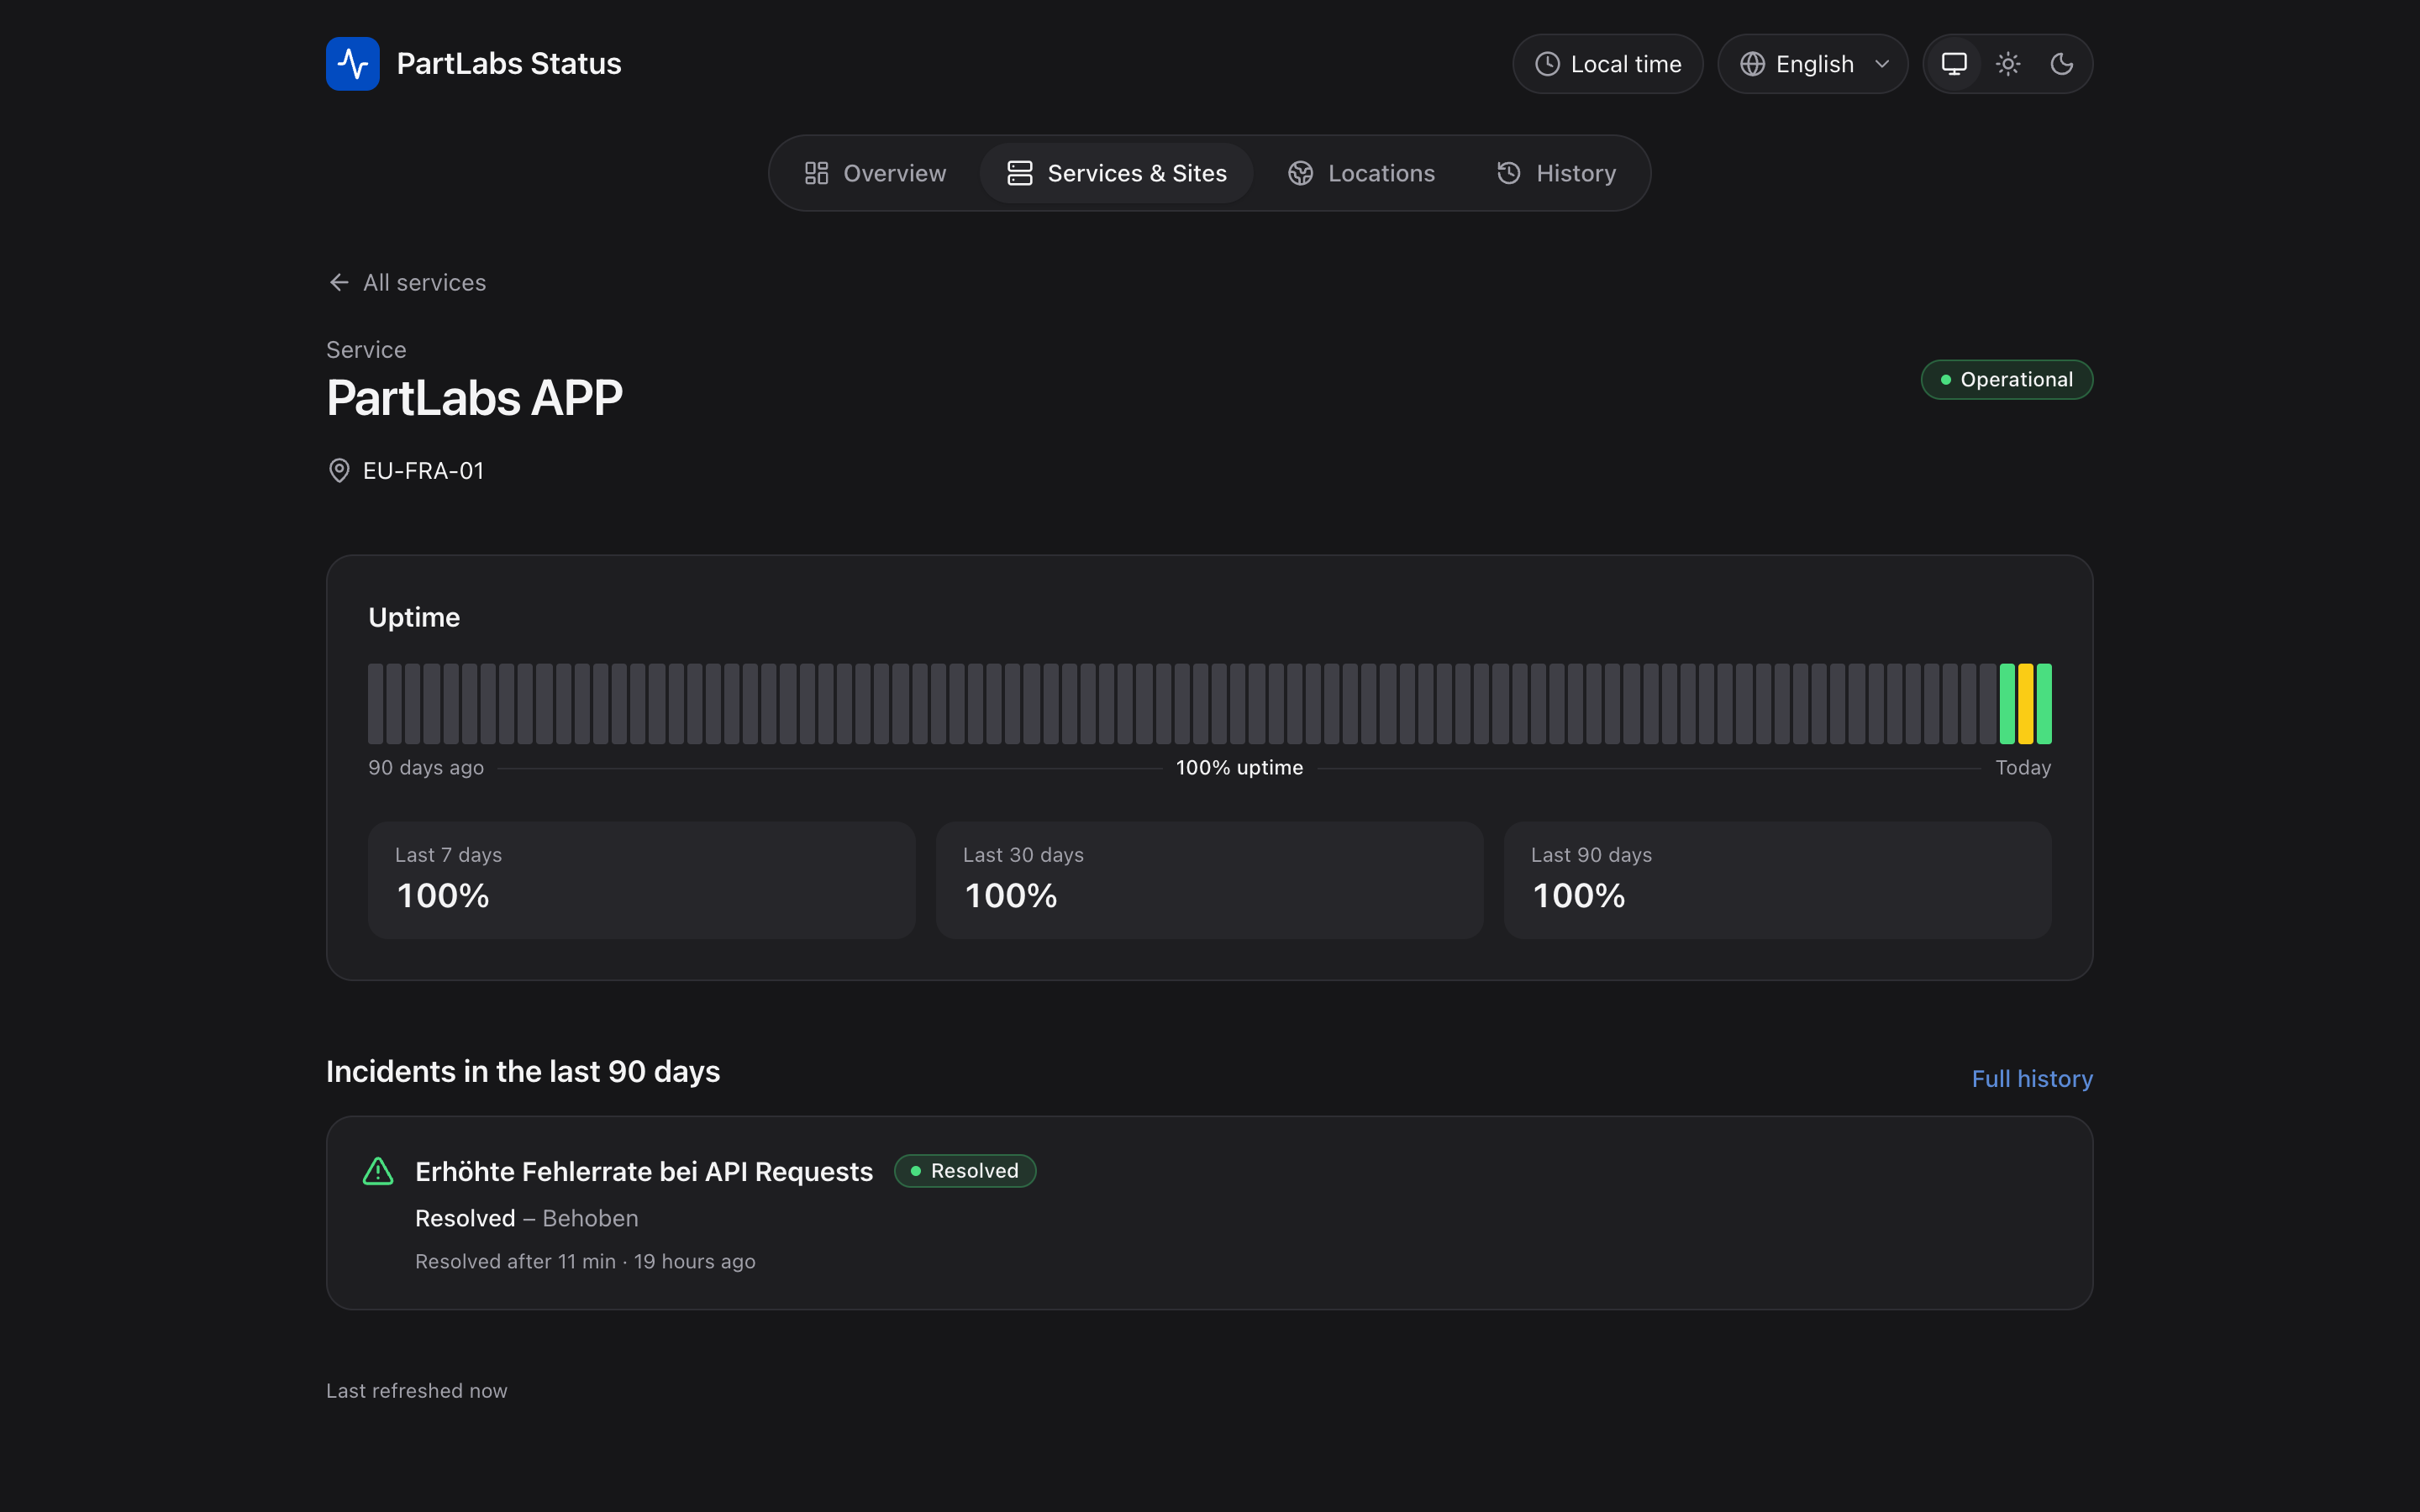 PartLabs Status
Local time
English
Overview
Services & Sites
Locations
History
All services
Service
PartLabs APP
Operational
EU-FRA-01
Uptime
90 days ago
100% uptime
Today
Last 7 days
100%
Last 30 days
100%
Last 90 days
100%
Incidents in the last 90 days
Full history
Erhöhte Fehlerrate bei API Requests
Resolved
Resolved – Behoben
Resolved after 11 min · 19 hours ago
Last refreshed now